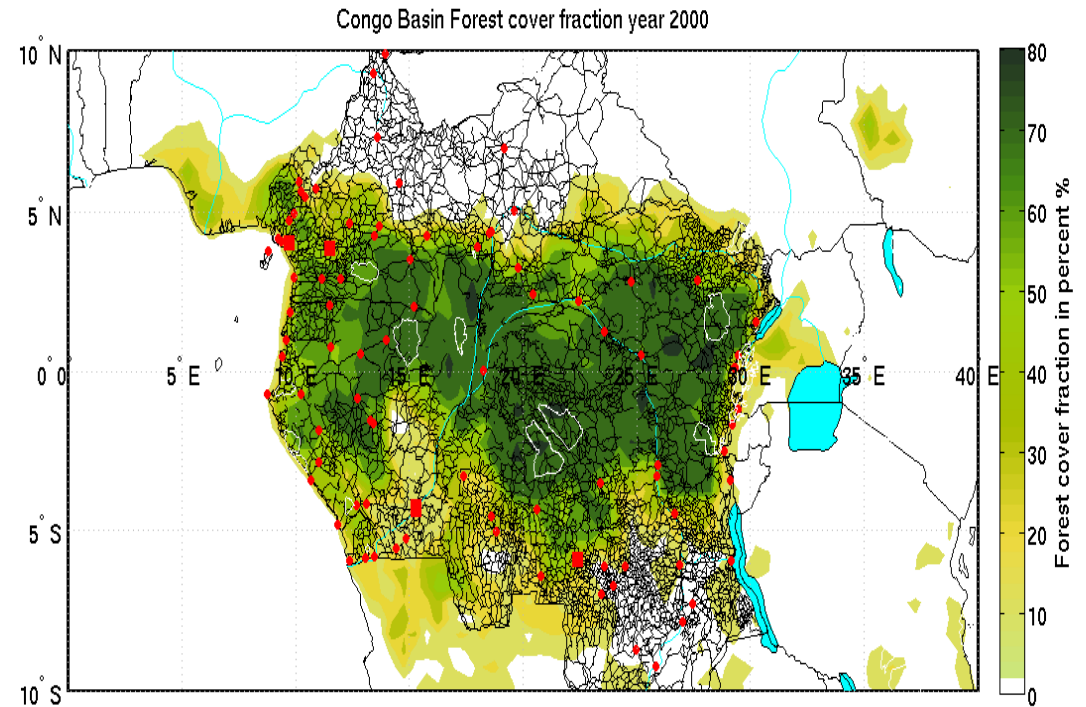 Congo Basin Forest cover fraction year 2000
10° N
5° N
0 0
5° S
10° S
5 E
10 E
15 E
20 E
25 E
30 E
35 E
40 E
80
70
60
50
40
30
20
10
0
Forest cover fraction in percent %